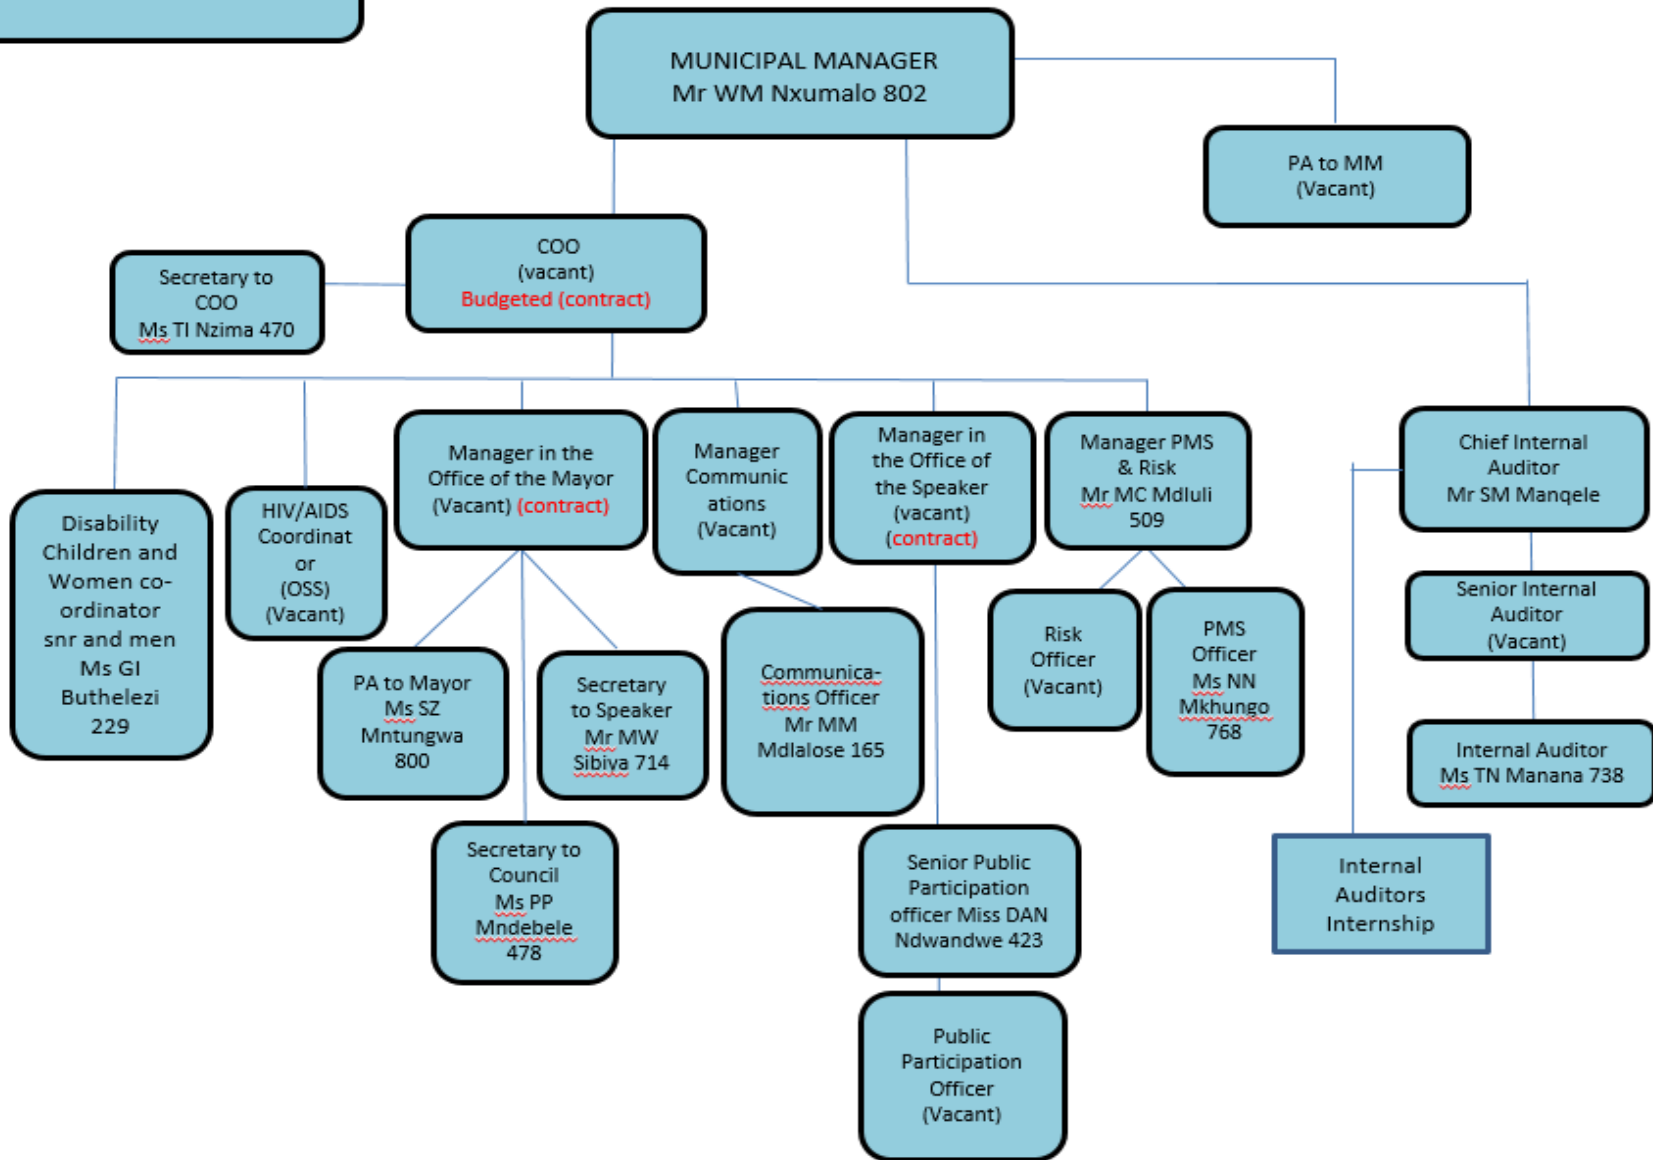 MUNICIPAL MANAGER
Mr WM Nxumalo 802
PA to MM
(Vacant)
COO
(vacant)
Budgeted (contract)
Secretary to
COO
Ms TI Nzima 470
Disability
Children and
Women co-
ordinator
snr and men
Ms GI
Buthelezi
229
HIV/AIDS
Coordinat
or
(OSS)
(Vacant)
Manager in the
Office of the Mayor
(Vacant) (contract)
Manager
Communic
ations
(Vacant)
Manager in
the Office of
the Speaker
(vacant)
(contract)
Manager PMS
& Risk
Mr MC Mdluli
509
Chief Internal
Auditor
Mr SM Manqele
PA to Mayor
Ms SZ
Mntungwa
800
Secretary
to Speaker
Mr MW
Sibiya 714
Communica-
tions Officer
Mr MM
Mdlalose 165
Risk
Officer
(Vacant)
PMS
Officer
Ms NN
Mkhungo
768
Senior Internal
Auditor
(Vacant)
Internal Auditor
Ms TN Manana 738
Secretary to
Council
Ms PP
Mndebele
478
Senior Public
Participation
officer Miss DAN
Ndwandwe 423
Internal
Auditors
Internship
Public
Participation
Officer
(Vacant)